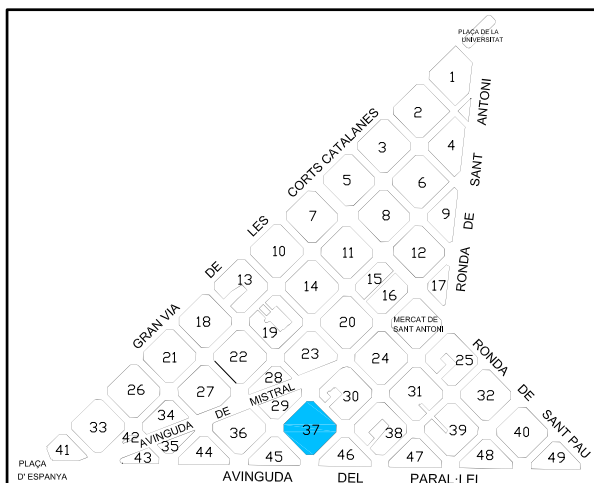 PLAÇA DE LA
UNIVERSITAT
1
2
ANTONI
CORTS CATALANES
3
4
SANT
5
6
7
8
9
DE
LES
10
11
12
RONDA
DE
13
14
15
16
17
GRAN VIA
18
19
20
MERCAT DE
SANT ANTONI
21
22
23
24
25
RONDA
26
27
28
MISTRAL
29
30
31
32
DE
33
34
DE
AVINGUDA
35
36
37
38
39
40
SANT PAU
41
42
43
44
45
46
47
48
49
PLAÇA
D' ESPANYA
AVINGUDA DEL PARAL·LEL